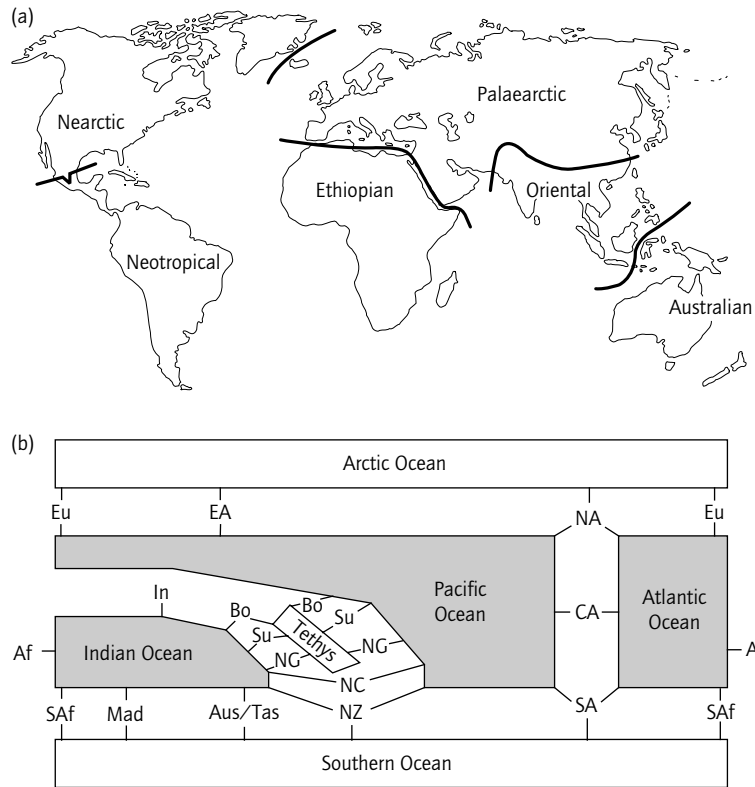 (a)
Nearctic
Palaearctic
Ethiopian
Oriental
Neotropical
Australian
(b)
Arctic Ocean
Eu
EA
NA
Eu
Pacific
Ocean
Atlantic
Ocean
In
Bo
Bo
Su
Su
Tethys
CA
Af
Indian Ocean
NG
NG
NC
A
SAf
Mad
Aus/Tas
NZ
SA
SAf
Southern Ocean